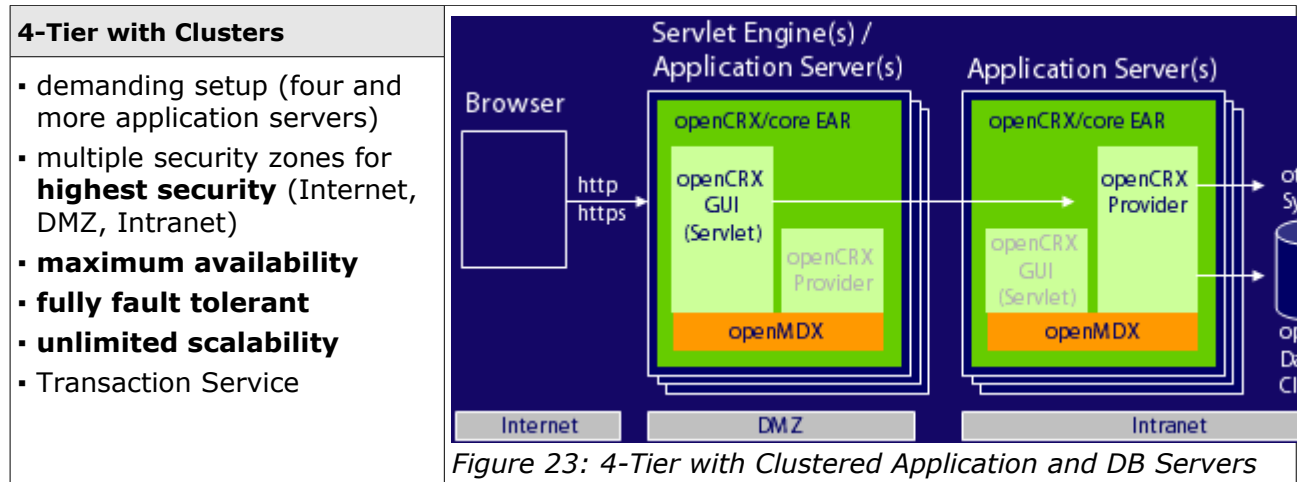 4-Tier with Clusters
▪ demanding setup (four and
more application servers)
▪ multiple security zones for
highest security (Internet,
DMZ, Intranet)
▪ maximum availability
▪ fully fault tolerant
▪ unlimited scalability
▪ Transaction Service
Browser
http
https
Servlet Engine(s) /
Application Server(s)
openCRX/core EAR
openCRX
GUI
(Servlet)
openCRX
Provider
openMDX
Application Server(s)
openCRX/core EAR
openCRX
Provider
openCRX
GUI
(Servlet)
openMDX
Internet
DMZ
Intranet
Figure 23: 4-Tier with Clustered Application and DB Servers